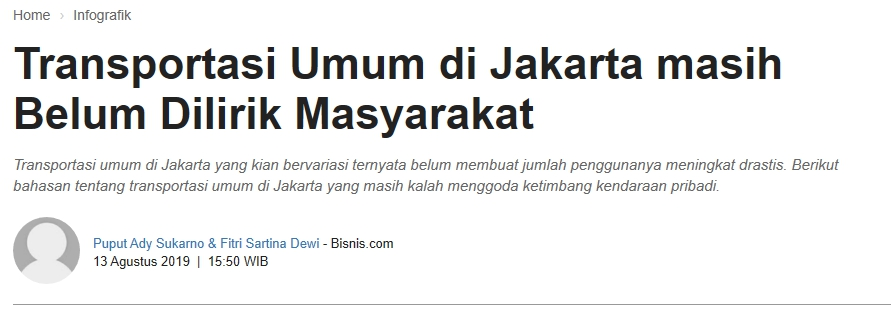 Home › Infografik
Transportasi Umum di Jakarta masih
Belum Dilirik Masyarakat
Transportasi umum di Jakarta yang kian bervariasi ternyata belum membuat jumlah penggunanya meningkat drastis. Berikut
bahasan tentang transportasi umum di Jakarta yang masih kalah menggoda ketimbang kendaraan pribadi.
Puput Ady Sukarno & Fitri Sartina Dewi - Bisnis.com
13 Agustus 2019 | 15:50 WIB